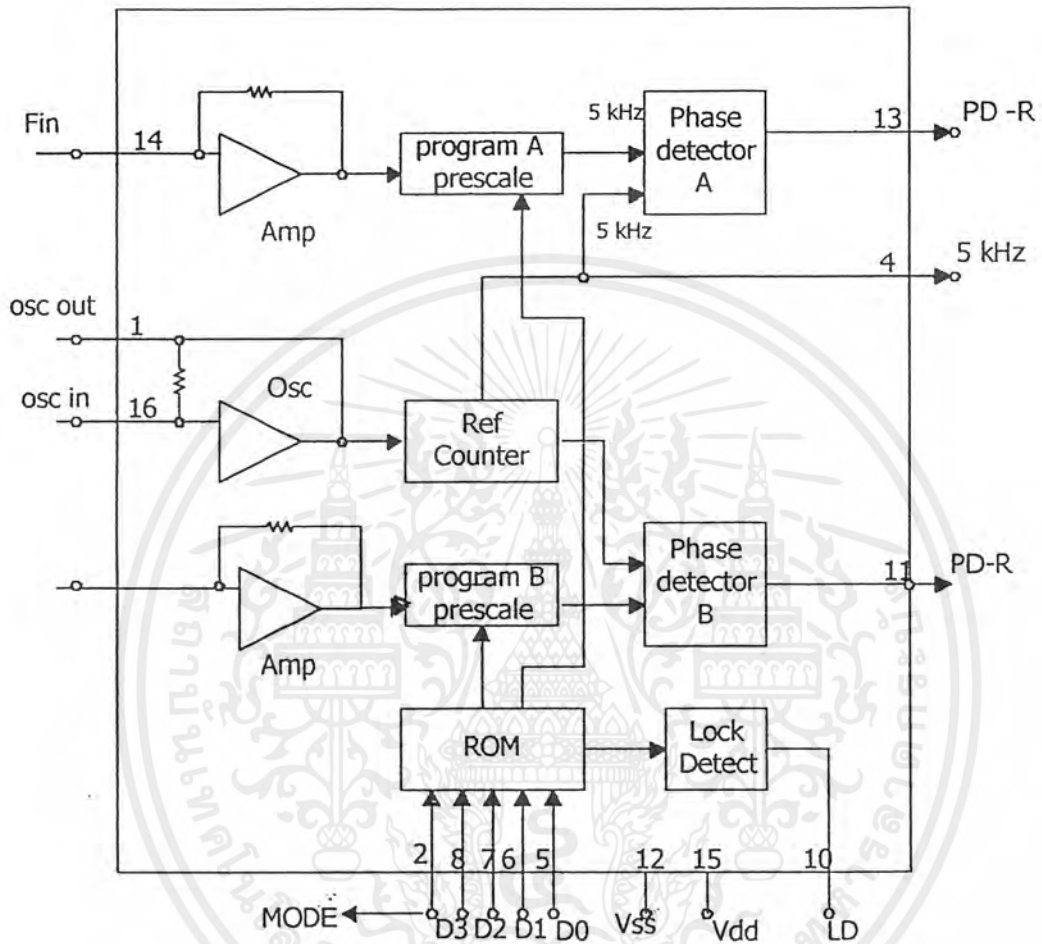 Fin
14
Amp
program A
prescale
5 kHz
5 kHz
Phase
detector
A
13
PD -R
4
5 kHz
osc out
1
osc in
16
Osc
Ref
Counter
Amp
program B
prescale
Phase
detector
B
11
PD-R
ROM
Lock
Detect
2
8
7
6
5
12
15
10
MODE
D3
D2
D1
D0
Vss
Vdd
LD